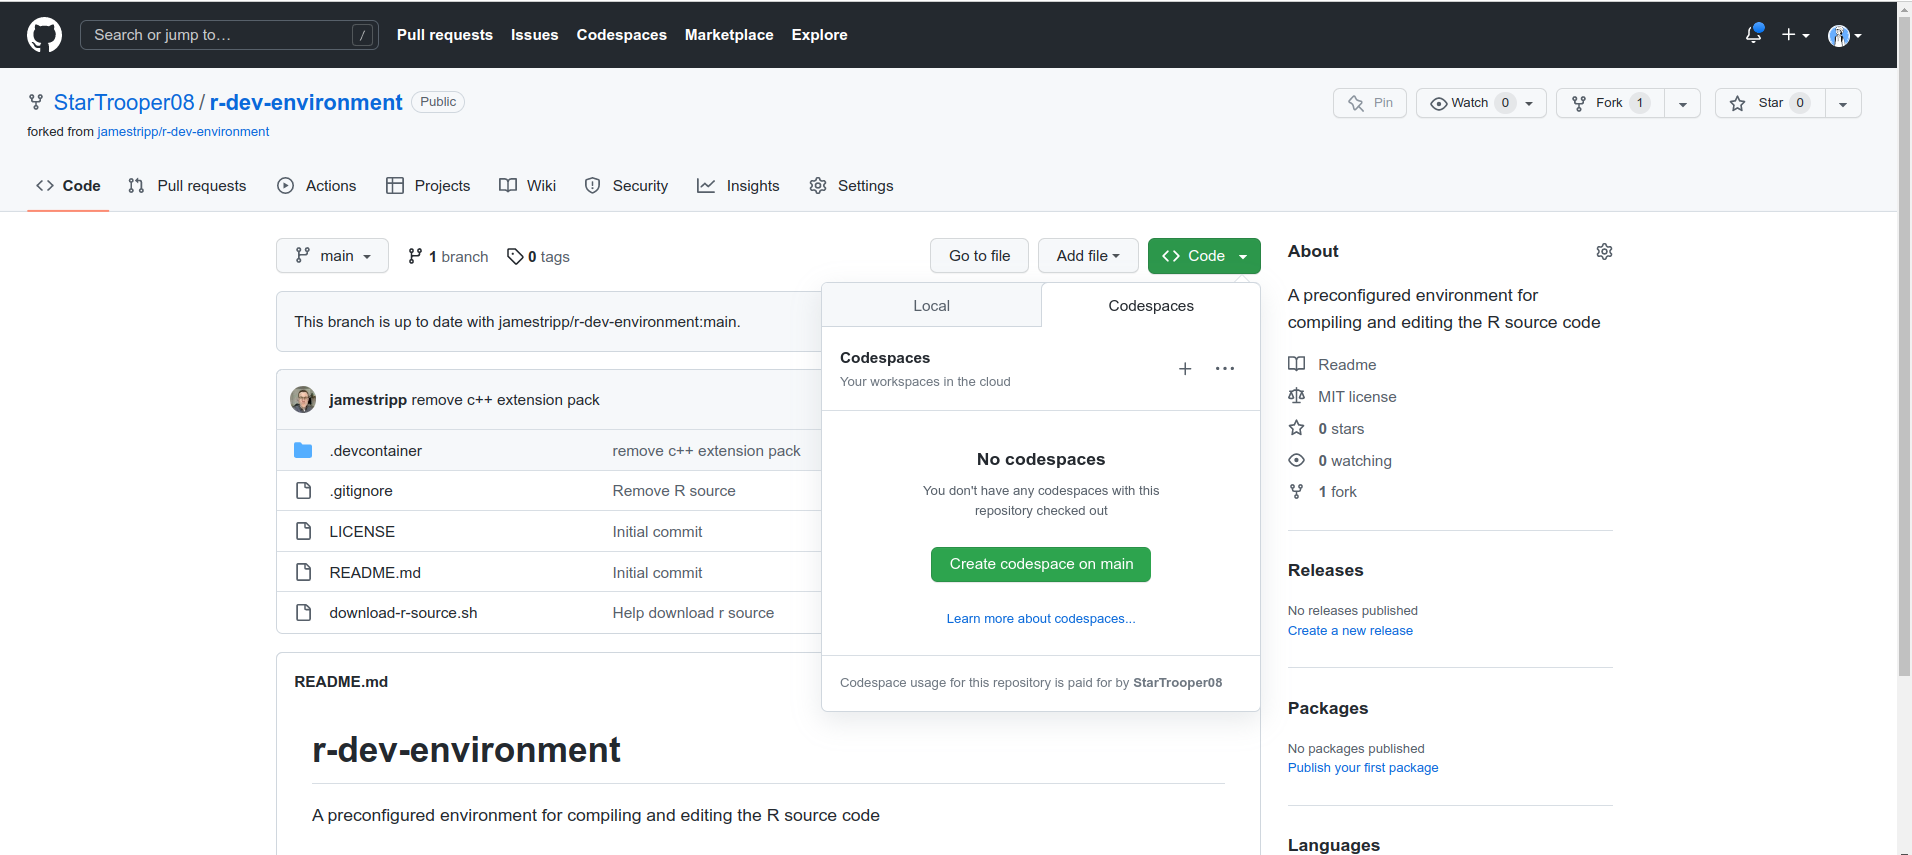 Search or jump to…
/
Pull requests
Issues
Codespaces
Marketplace
Explore
StarTrooper08 / r-dev-environment
Public
Pin
Watch 0
Fork 1
Star 0
forked from jamestripp/r-dev-environment
Code
Pull requests
Actions
Projects
Wiki
Security
Insights
Settings
main
1 branch
0 tags
Go to file
Add file
Code
This branch is up to date with jamestripp/r-dev-environment:main.
jamestripp remove c++ extension pack
.devcontainer
remove c++ extension pack
.gitignore
Remove R source
LICENSE
Initial commit
README.md
Initial commit
download-r-source.sh
Help download r source
Local
Codespaces
Codespaces
Your workspaces in the cloud
No codespaces
You don't have any codespaces with this
repository checked out
Create codespace on main
Learn more about codespaces...
Codespace usage for this repository is paid for by StarTrooper08
README.md
r-dev-environment
A preconfigured environment for compiling and editing the R source code
About
A preconfigured environment for
compiling and editing the R source code
Readme
MIT license
0 stars
0 watching
1 fork
Releases
No releases published
Create a new release
Packages
No packages published
Publish your first package
Languages